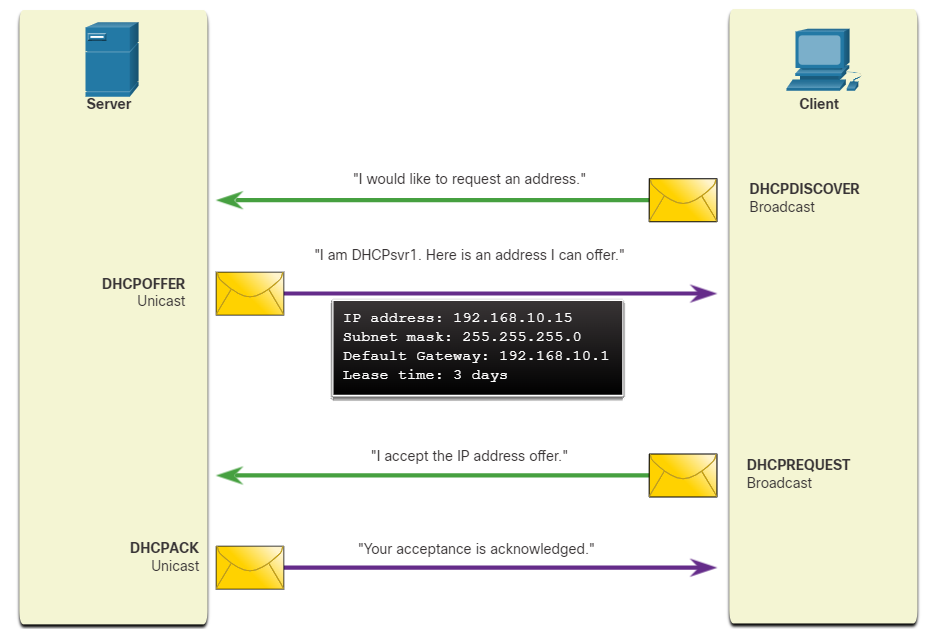 Server
Client
"I would like to request an address."
DHCPDISCOVER
Broadcast
"I am DHCPsvr1. Here is an address I can offer."
DHCPOFFER
Unicast
IP address: 192.168.10.15
Subnet mask: 255.255.255.0
Default Gateway: 192.168.10.1
Lease time: 3 days
"I accept the IP address offer."
DHCPREQUEST
Broadcast
DHCPACK
Unicast
"Your acceptance is acknowledged."